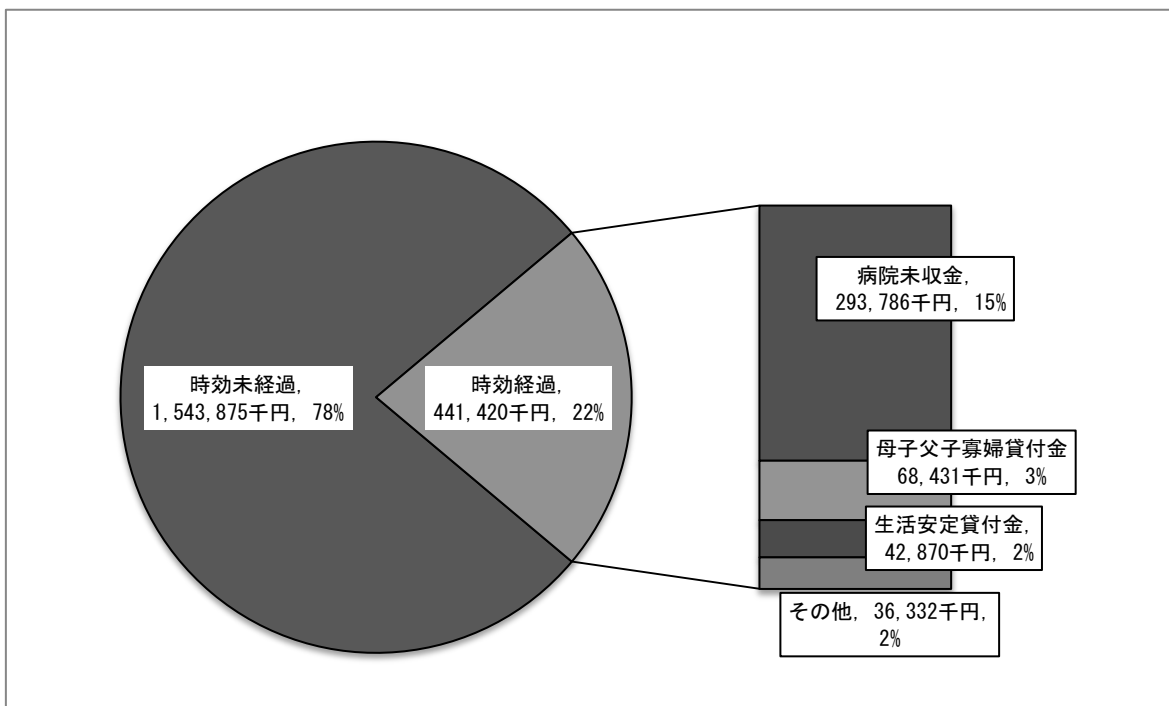 時効未経過,
1,543,875千円, 78%
時効経過,
441,420千円, 22%
病院未収金,
293,786千円, 15%
母子父子寡婦貸付金
68,431千円, 3%
生活安定貸付金,
42,870千円, 2%
その他, 36,332千円,
2%